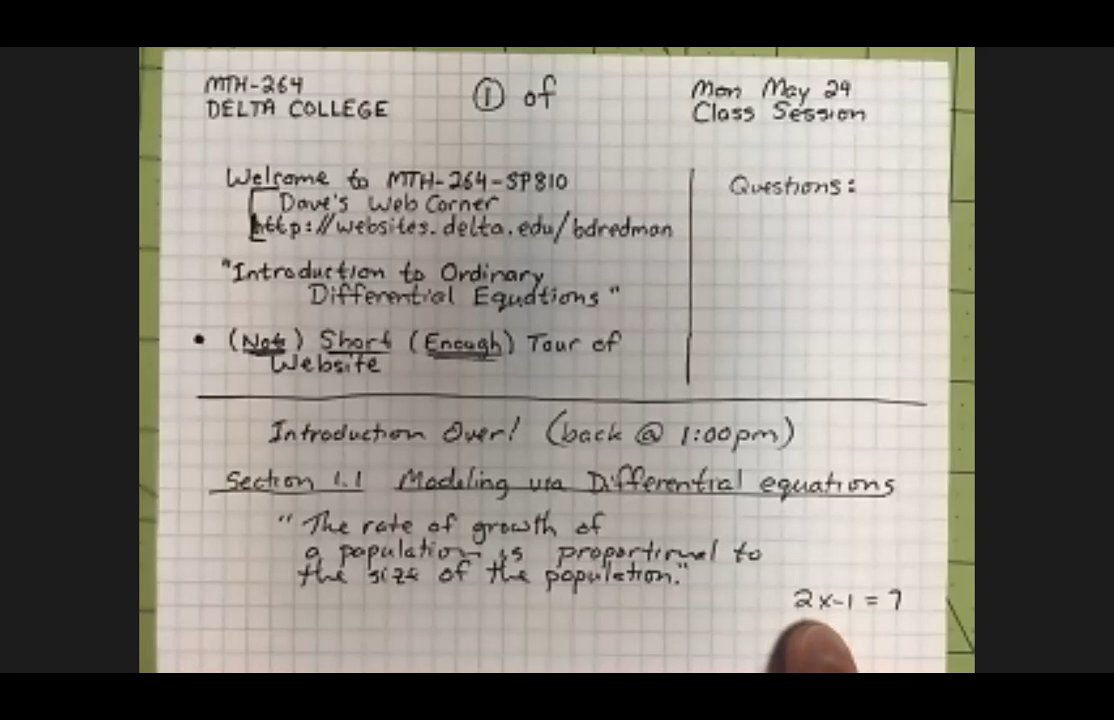 MTH-264
DELTA COLLEGE
① of
Mon May 29
Class Session
Welcome to MTH-264-SP810
Dave's Web Corner
http://websites.delta.edu/bdredman
"Introduction to Ordinary
Differential Equations"
• (Not) Short (Enough) Tour of
Website
Questions:
Introduction Over! (back @ 1:00pm)
Section 1.1 Modeling via Differential equations
"The rate of growth of
a population is proportional to
the size of the population."
2x-1 = 7